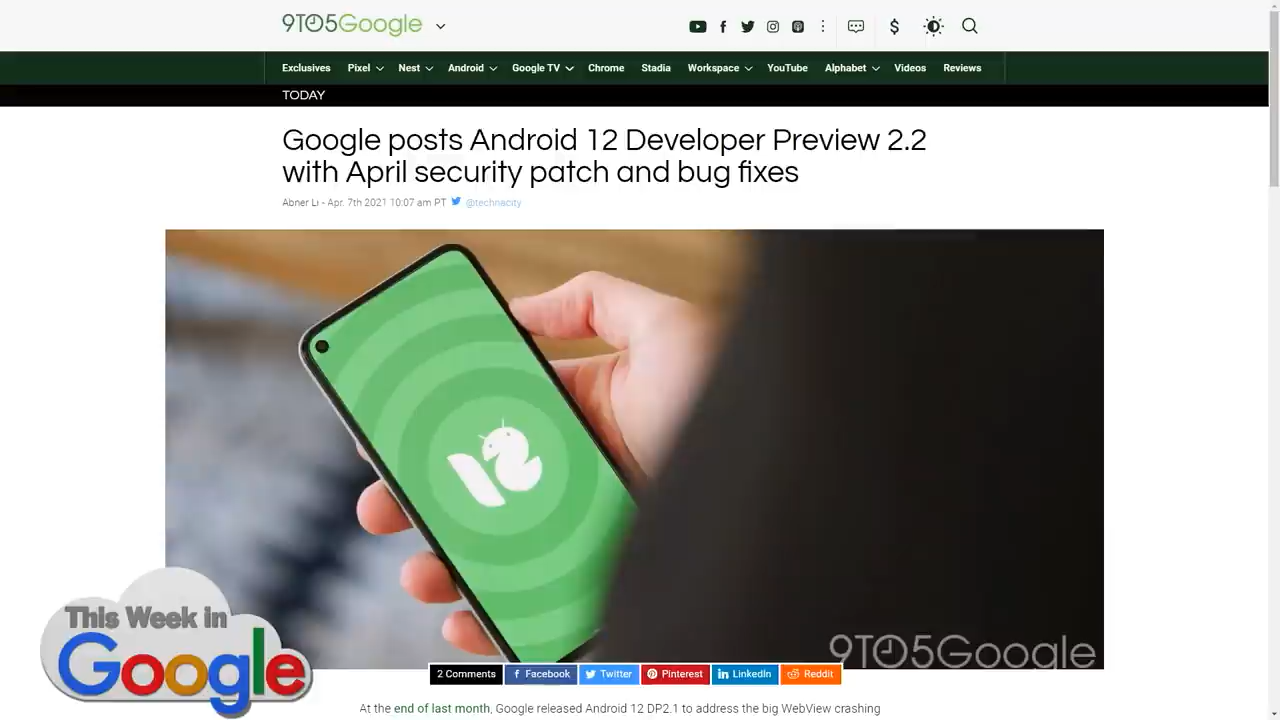 9TO5Google
$
Exclusives Pixel Nest Android Google TV Chrome Stadia Workspace YouTube Alphabet Videos Reviews
TODAY
Google posts Android 12 Developer Preview 2.2
with April security patch and bug fixes
Abner Li - Apr. 7th 2021 10:07 am PT @technacity
12
9TO5Google
This Week in
Google
2 Comments Facebook Twitter Pinterest LinkedIn Reddit
At the end of last month, Google released Android 12 DP2.1 to address the big WebView crashing